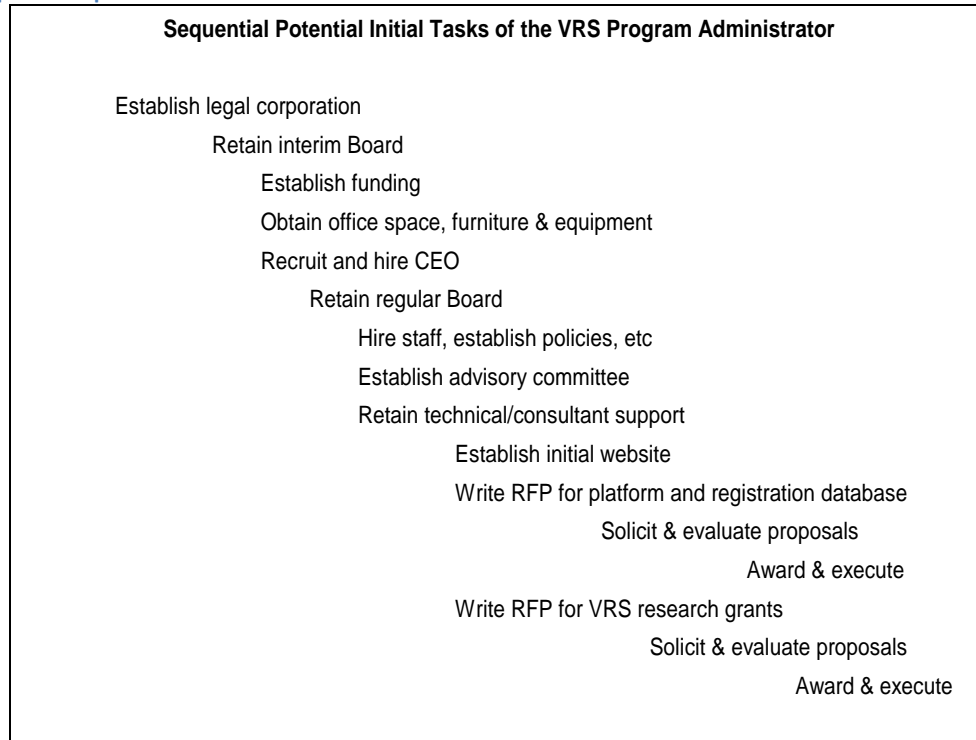 Sequential Potential Initial Tasks of the VRS Program Administrator
Establish legal corporation
Retain interim Board
Establish funding
Obtain office space, furniture & equipment
Recruit and hire CEO
Retain regular Board
Hire staff, establish policies, etc
Establish advisory committee
Retain technical/consultant support
Establish initial website
Write RFP for platform and registration database
Solicit & evaluate proposals
Award & execute
Write RFP for VRS research grants
Solicit & evaluate proposals
Award & execute